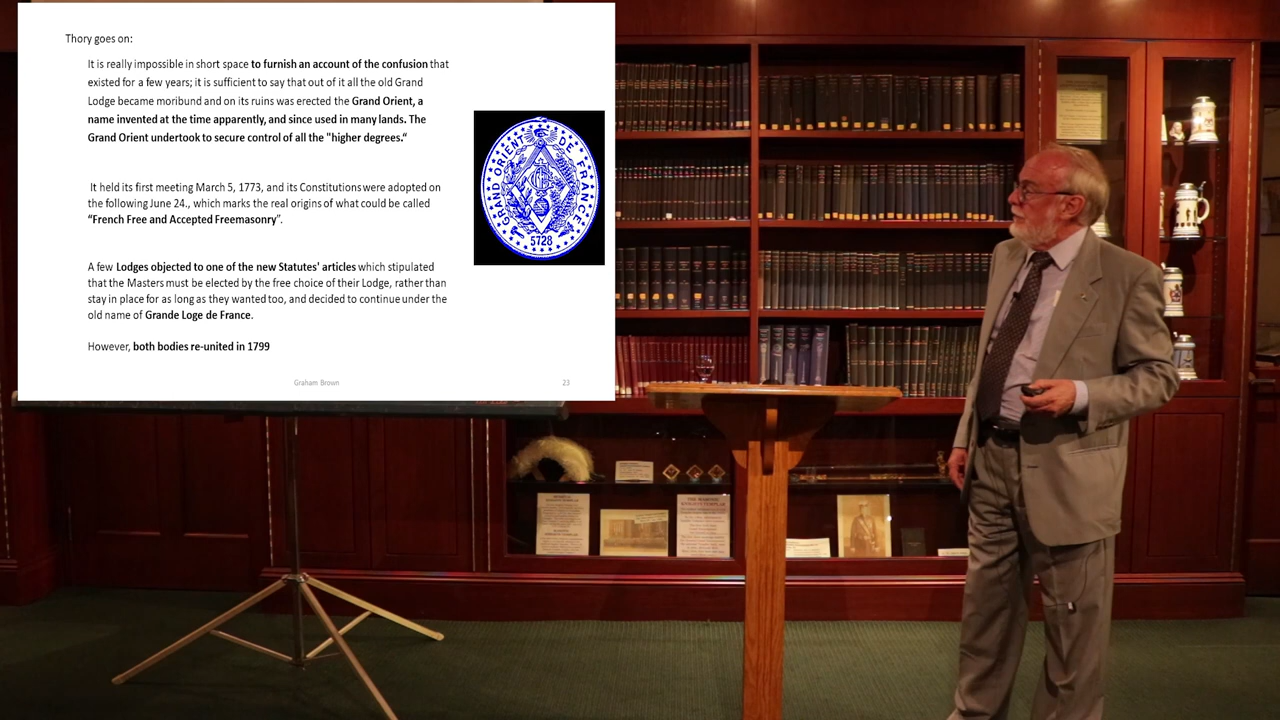 Thory goes on:
It is really impossible in short space to furnish an account of the confusion that
existed for a few years; it is sufficient to say that out of it all the old Grand
Lodge became moribund and on its ruins was erected the Grand Orient, a
name invented at the time apparently, and since used in many lands. The
Grand Orient undertook to secure control of all the "higher degrees.“
It held its first meeting March 5, 1773, and its Constitutions were adopted on
the following June 24., which marks the real origins of what could be called
“French Free and Accepted Freemasonry”.
A few Lodges objected to one of the new Statutes' articles which stipulated
that the Masters must be elected by the free choice of their Lodge, rather than
stay in place for as long as they wanted too, and decided to continue under the
old name of Grande Loge de France.
However, both bodies re-united in 1799
Graham Brown 23
GRAND ORIENT DE FRANCE
5728